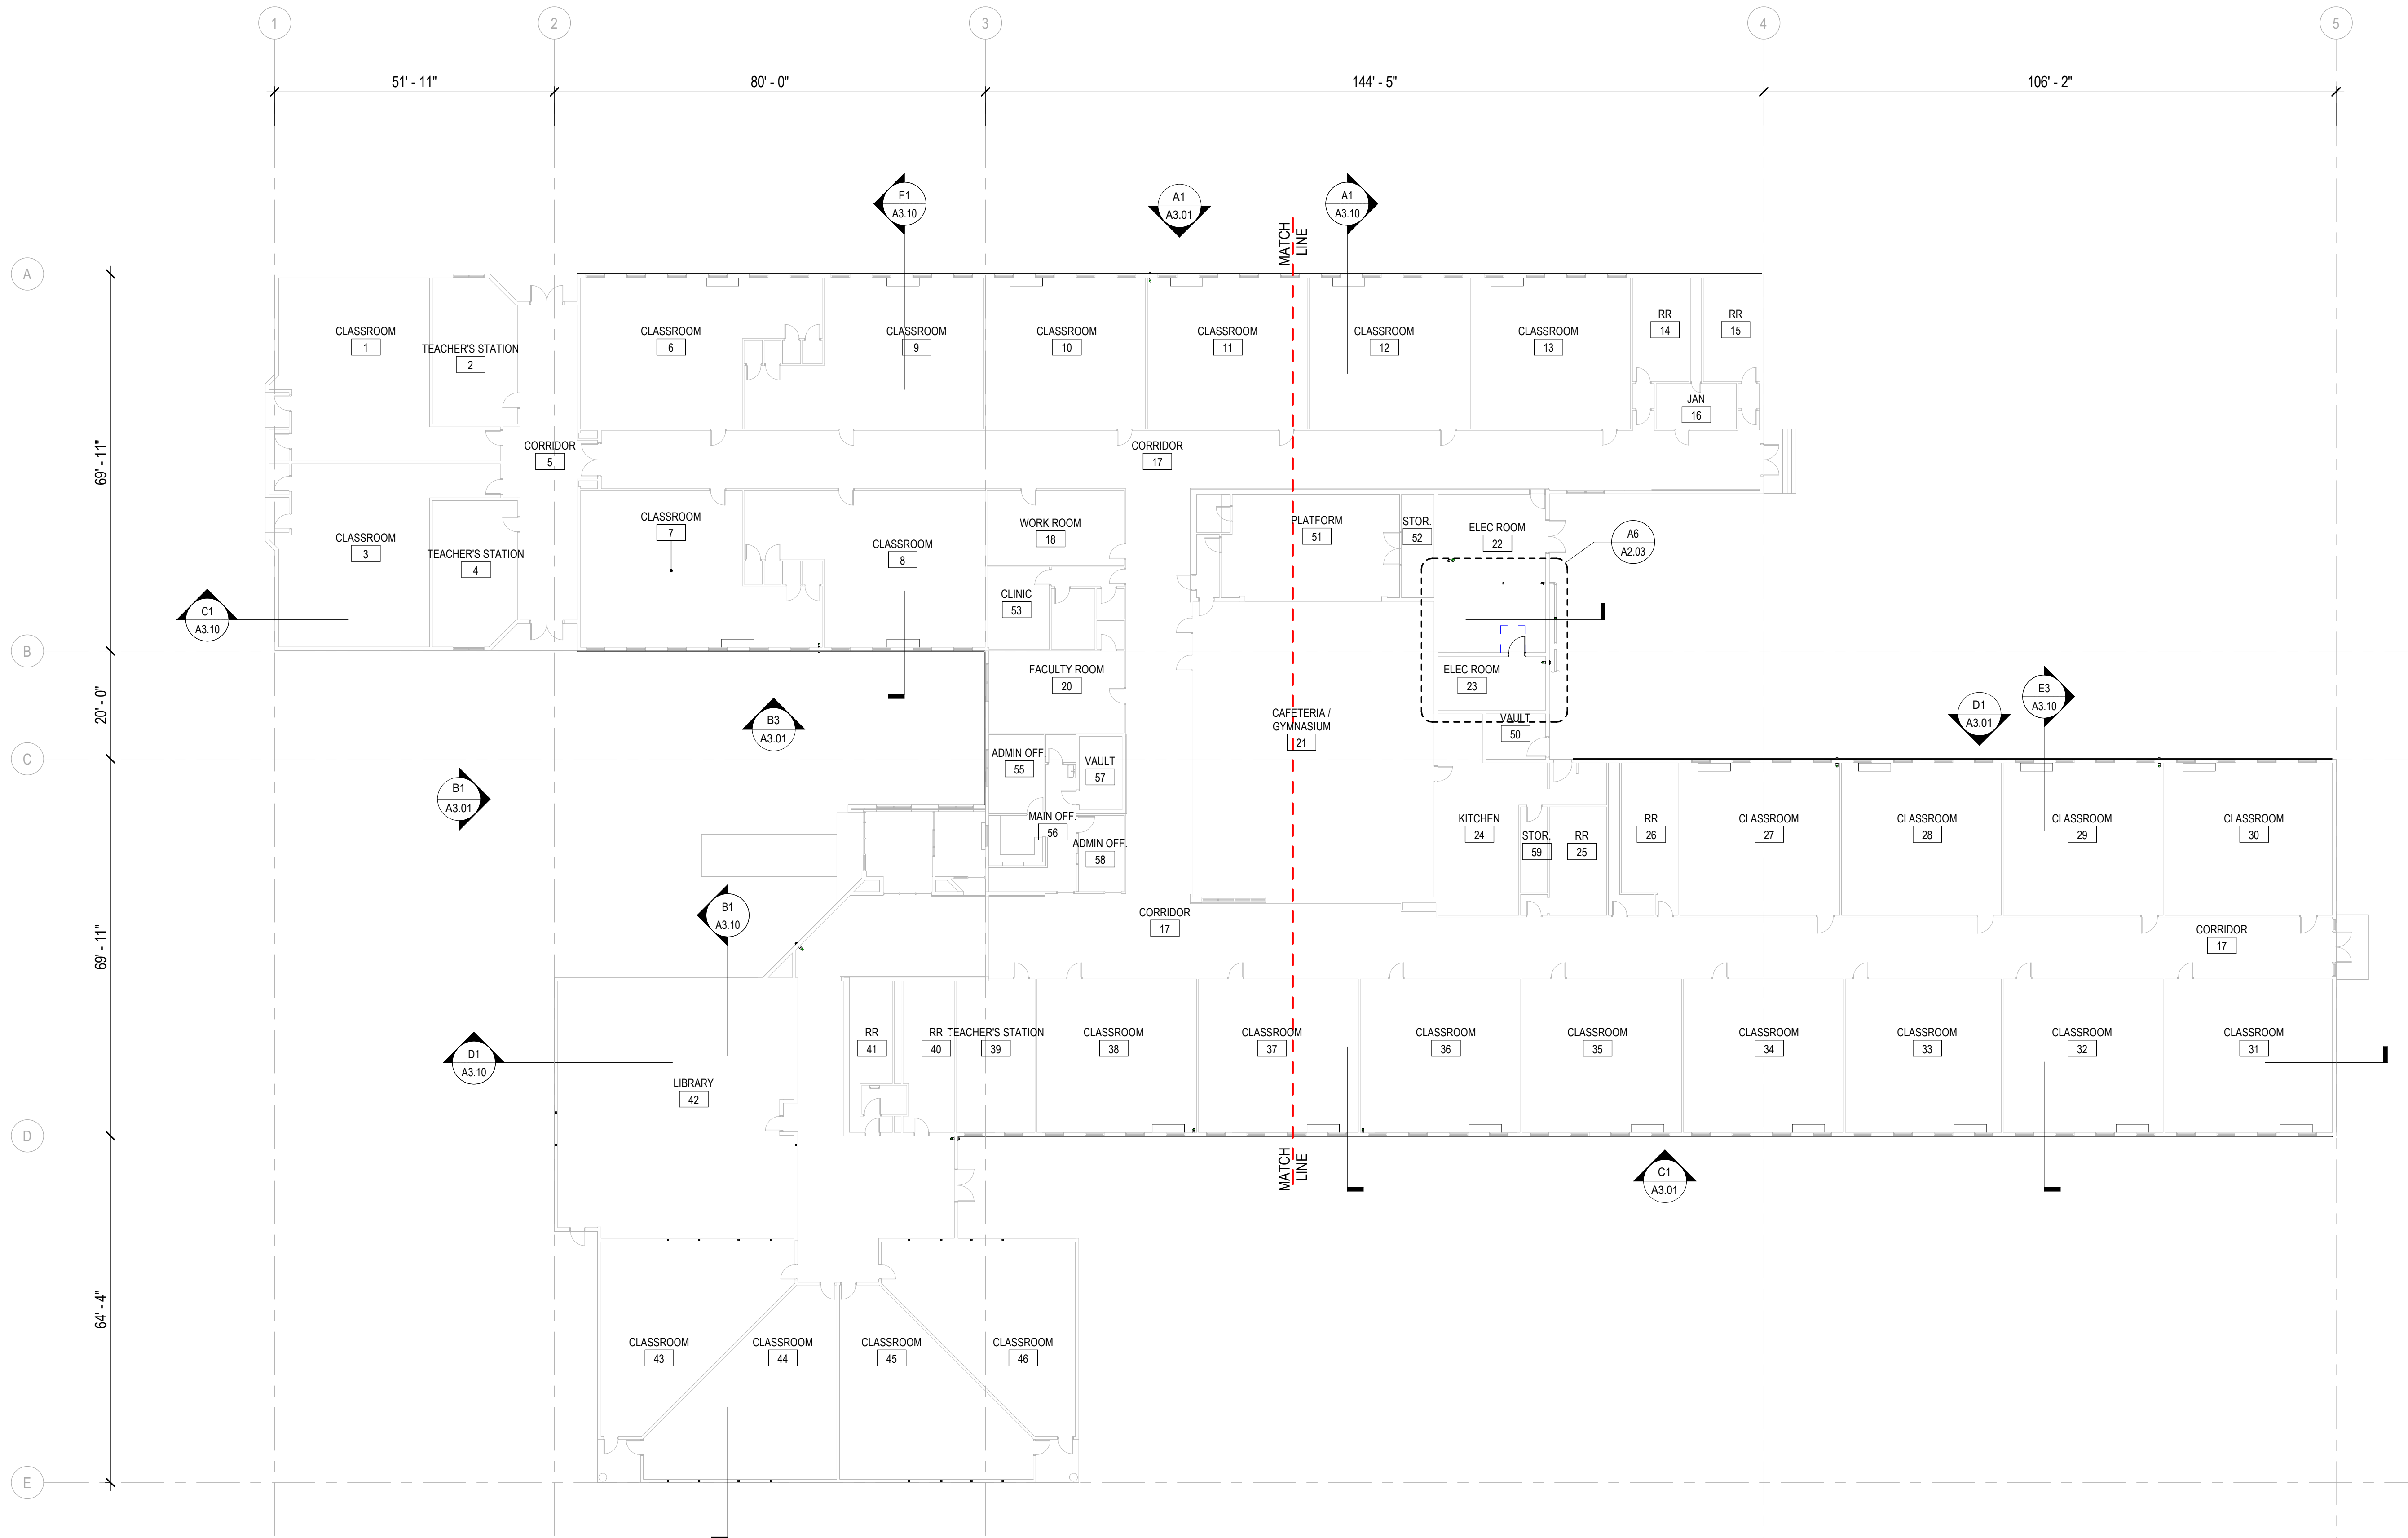 1
2
3
4
5
51' - 11"
80' - 0"
144' - 5"
106' - 2"
E1
A3.10
A1
A3.01
A1
A3.10
MATCH
LINE
A
CLASSROOM
1
TEACHER'S STATION
2
CLASSROOM
6
CLASSROOM
9
CLASSROOM
10
CLASSROOM
11
CLASSROOM
12
CLASSROOM
13
RR
14
RR
15
JAN
16
69' - 11"
CORRIDOR
5
CORRIDOR
17
CLASSROOM
3
TEACHER'S STATION
4
CLASSROOM
7
CLASSROOM
8
WORK ROOM
18
PLATFORM
51
STOR.
52
ELEC ROOM
22
A6
A2.03
CLINIC
53
C1
A3.10
B
FACULTY ROOM
20
ELEC ROOM
23
20' - 0"
B3
A3.01
CAFETERIA /
GYMNASIUM
21
VAULT
50
D1
A3.01
E3
A3.10
C
ADMIN OFF.
55
VAULT
57
B1
A3.01
MAIN OFF.
56
ADMIN OFF.
58
KITCHEN
24
STOR.
59
RR
25
RR
26
CLASSROOM
27
CLASSROOM
28
CLASSROOM
29
CLASSROOM
30
B1
A3.10
CORRIDOR
17
CORRIDOR
17
69' - 11"
D1
A3.10
LIBRARY
42
RR
41
RR
40
TEACHER'S STATION
39
CLASSROOM
38
CLASSROOM
37
CLASSROOM
36
CLASSROOM
35
CLASSROOM
34
CLASSROOM
33
CLASSROOM
32
CLASSROOM
31
D
MATCH
LINE
C1
A3.01
64' - 4"
CLASSROOM
43
CLASSROOM
44
CLASSROOM
45
CLASSROOM
46
E